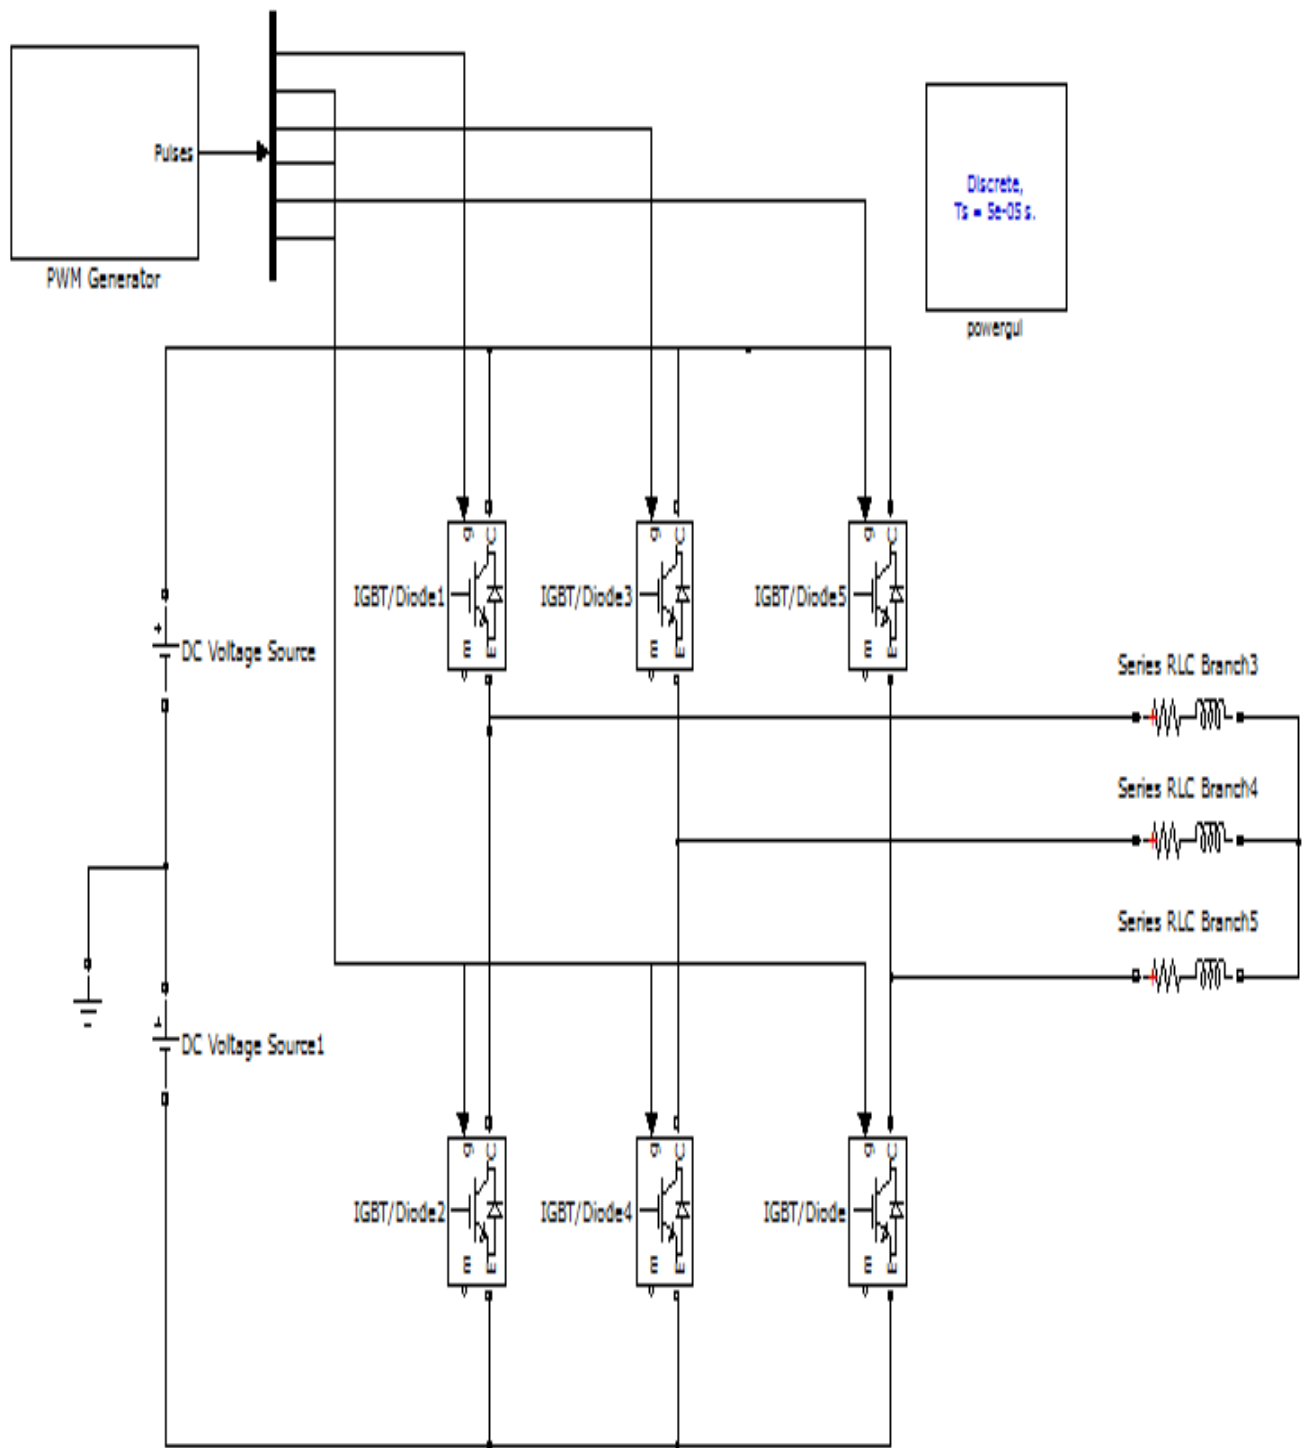 Pulses
PWM Generator
Discrete,
Ts = 5e-05 s.
powergui
g C
g C
g C
IGBT/Diode1
IGBT/Diode3
IGBT/Diode5
m E
m E
m E
+
DC Voltage Source
Series RLC Branch3
+
Series RLC Branch4
+
Series RLC Branch5
+
DC Voltage Source1
g C
g C
g C
IGBT/Diode2
IGBT/Diode4
IGBT/Diode
m E
m E
m E